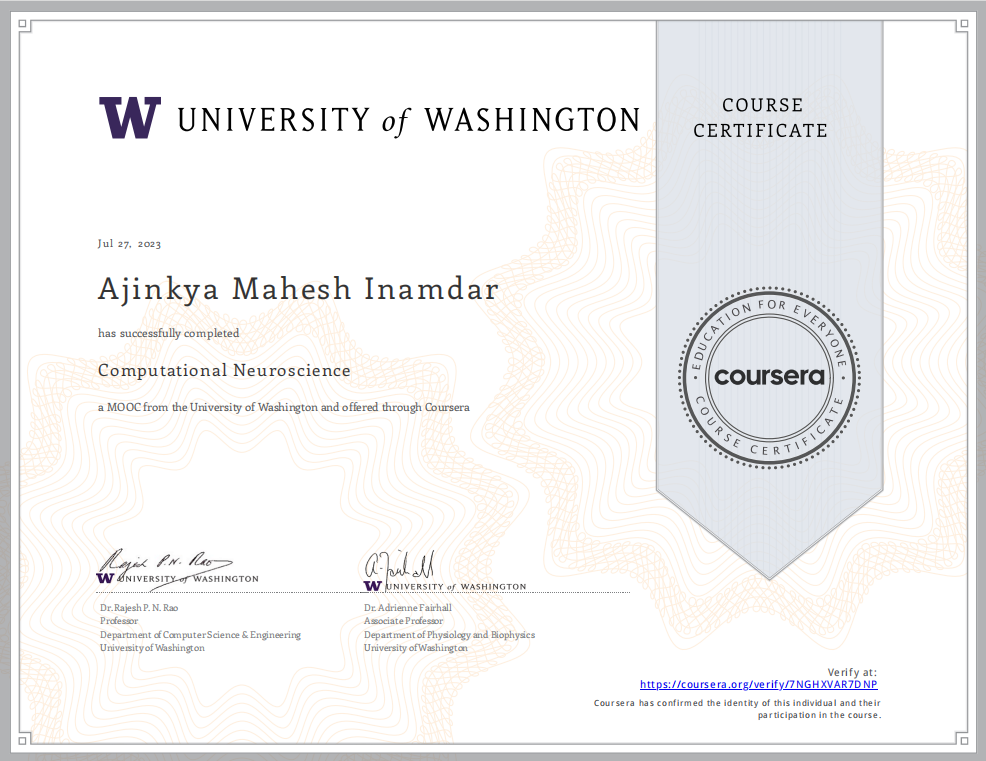 W UNIVERSITY of WASHINGTON
COURSE
CERTIFICATE
Jul 27, 2023
Ajinkya Mahesh Inamdar
has successfully completed
Computational Neuroscience
a MOOC from the University of Washington and offered through Coursera
EDUCATION FOR EVERYONE
coursera
COURSE CERTIFICATE
Rajesh P. N. Rao
W UNIVERSITY of WASHINGTON
W UNIVERSITY of WASHINGTON
Dr. Rajesh P. N. Rao
Professor
Department of Computer Science & Engineering
University of Washington
Dr. Adrienne Fairhall
Associate Professor
Department of Physiology and Biophysics
University of Washington
Verify at:
https://coursera.org/verify/7NGHXVAR7DNP
Coursera has confirmed the identity of this individual and their
participation in the course.